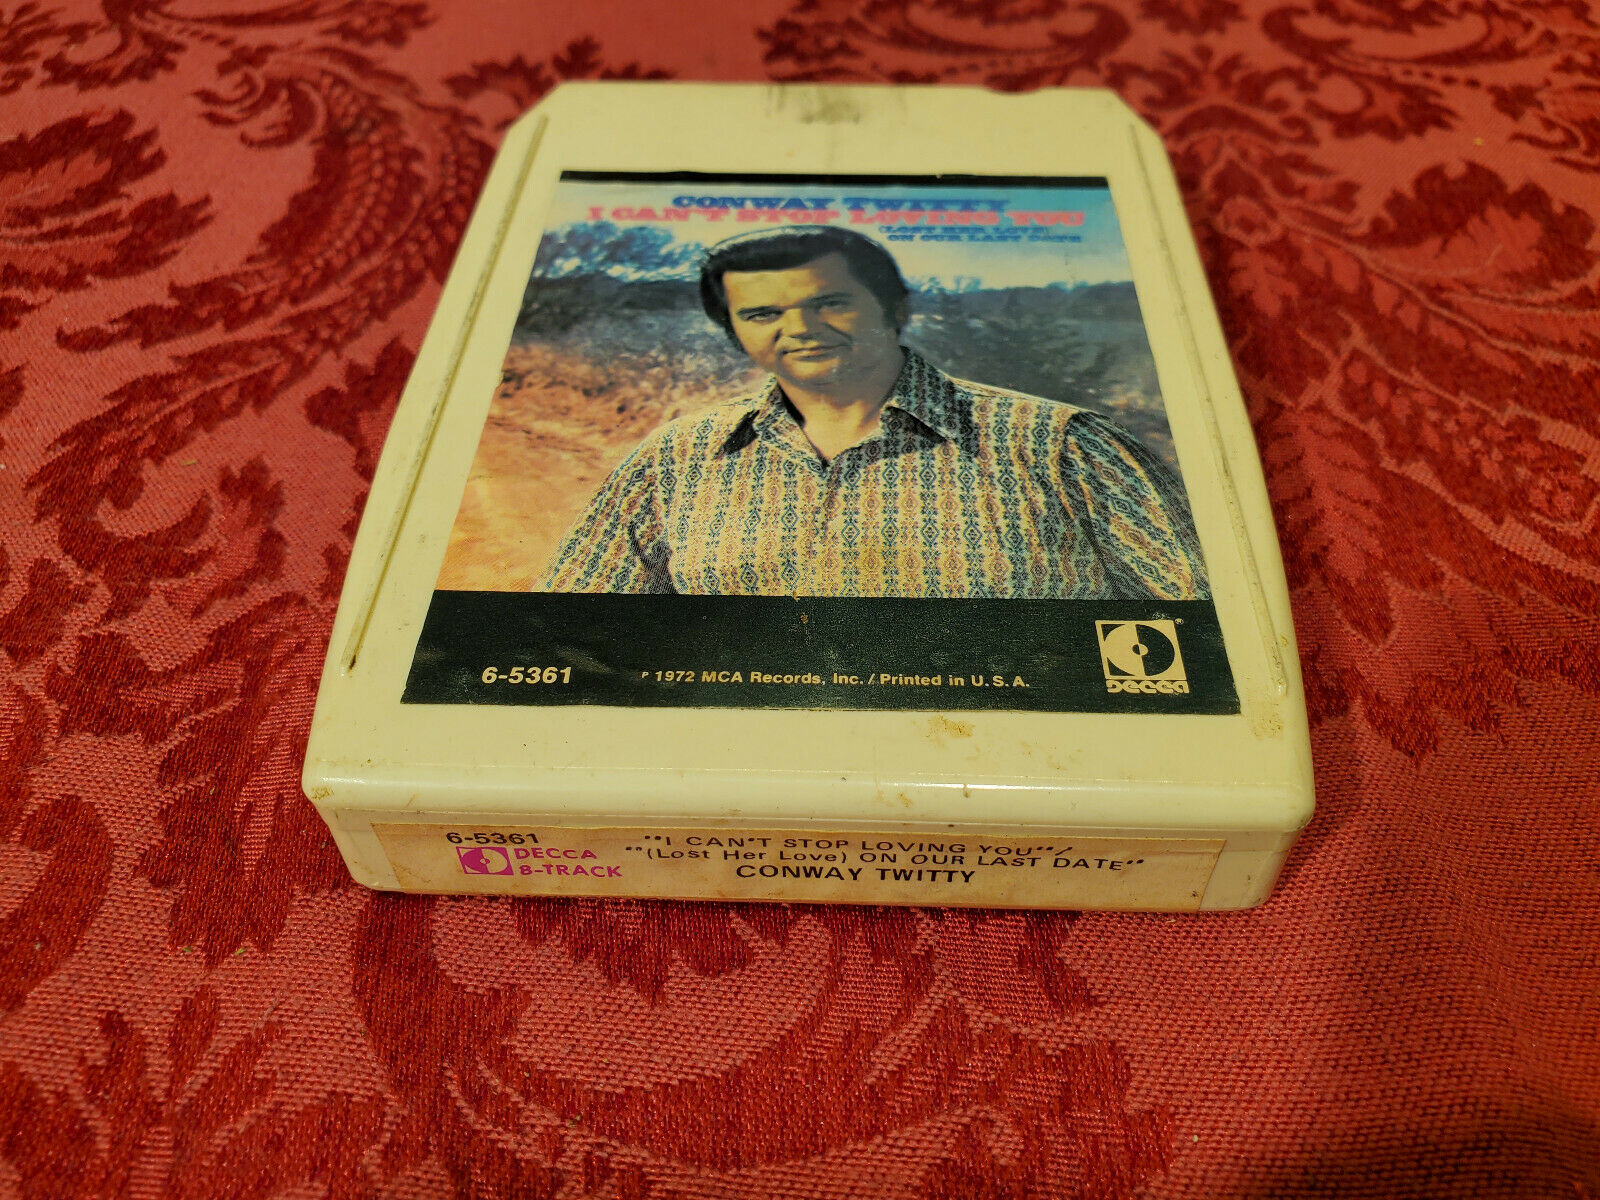 CONWAY TWITTY
I CAN'T STOP LOVING YOU
(LOST HER LOVE)
ON OUR LAST DATE
6-5361
℗ 1972 MCA Records, Inc. / Printed in U.S.A.
®
DECCA
6-5361
DECCA
8-TRACK
"I CAN'T STOP LOVING YOU"/
"(Lost Her Love) ON OUR LAST DATE"
CONWAY TWITTY